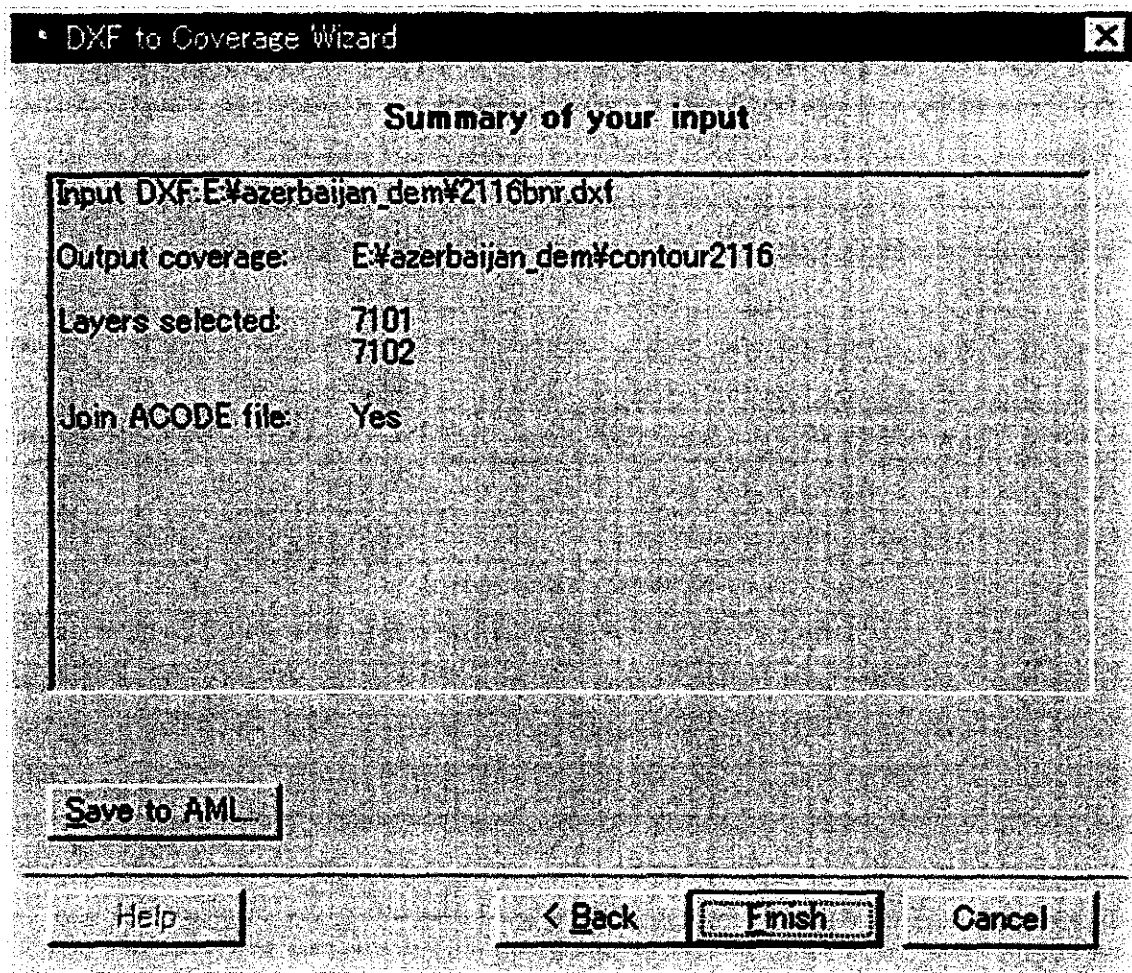 DXF to Coverage Wizard
Summary of your input
Input DXF:E:¥azerbaijan_dem¥2116bnr.dxf
Output coverage: E:¥azerbaijan_dem¥contour2116
Layers selected: 7101
7102
Join ACODE file: Yes
Save to AML...
Help < Back Finish Cancel